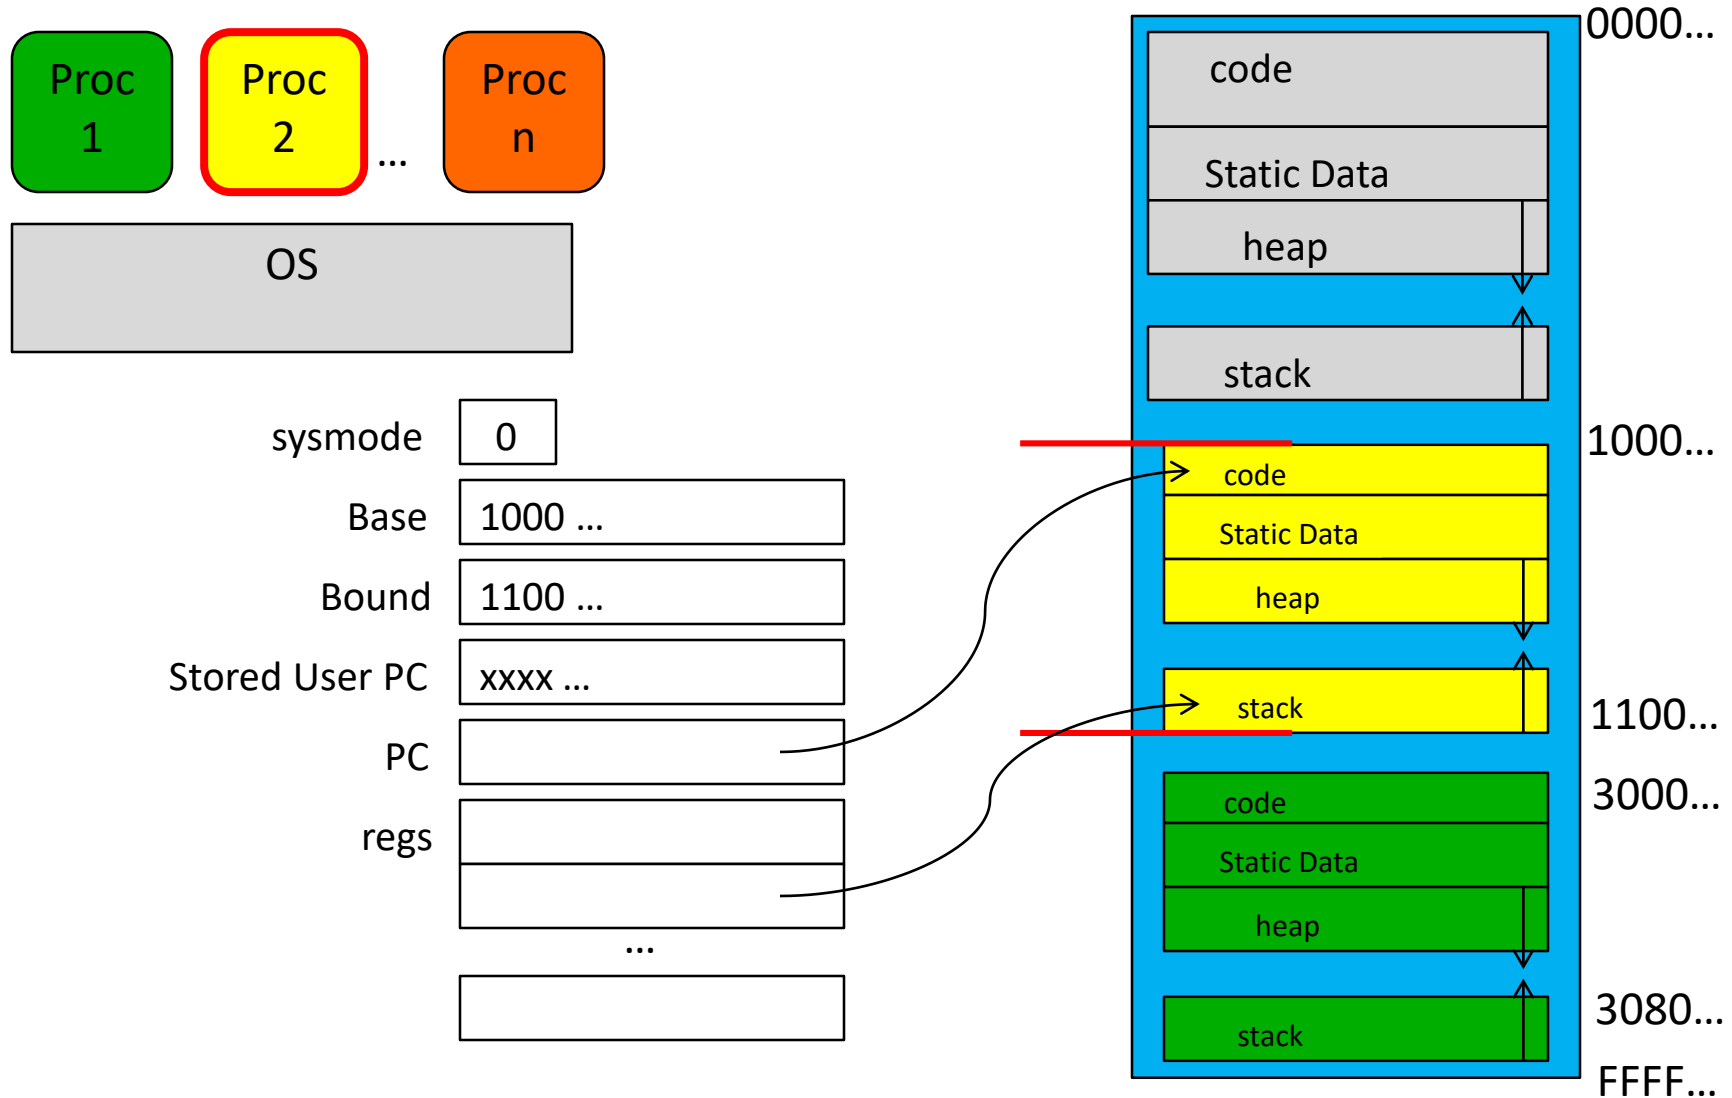 Proc
1
Proc
2
...
Proc
n
OS
sysmode
0
Base
1000 ...
Bound
1100 ...
Stored User PC
xxxx ...
PC
regs
...
code
Static Data
heap
stack
code
Static Data
heap
stack
code
Static Data
heap
stack
0000...
1000...
1100...
3000...
3080...
FFFF...